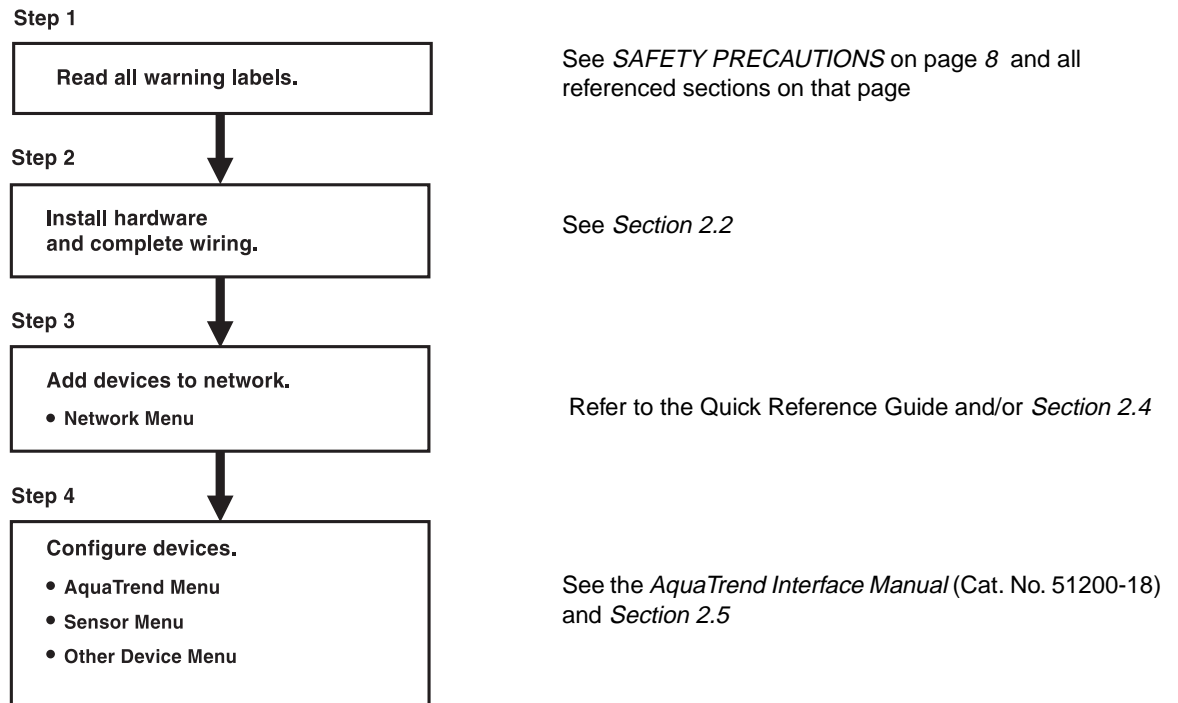 Step 1
Read all warning labels.
See SAFETY PRECAUTIONS on page 8 and all
referenced sections on that page
Step 2
Install hardware
and complete wiring.
See Section 2.2
Step 3
Add devices to network.
• Network Menu
Refer to the Quick Reference Guide and/or Section 2.4
Step 4
Configure devices.
• AquaTrend Menu
• Sensor Menu
• Other Device Menu
See the AquaTrend Interface Manual (Cat. No. 51200-18)
and Section 2.5